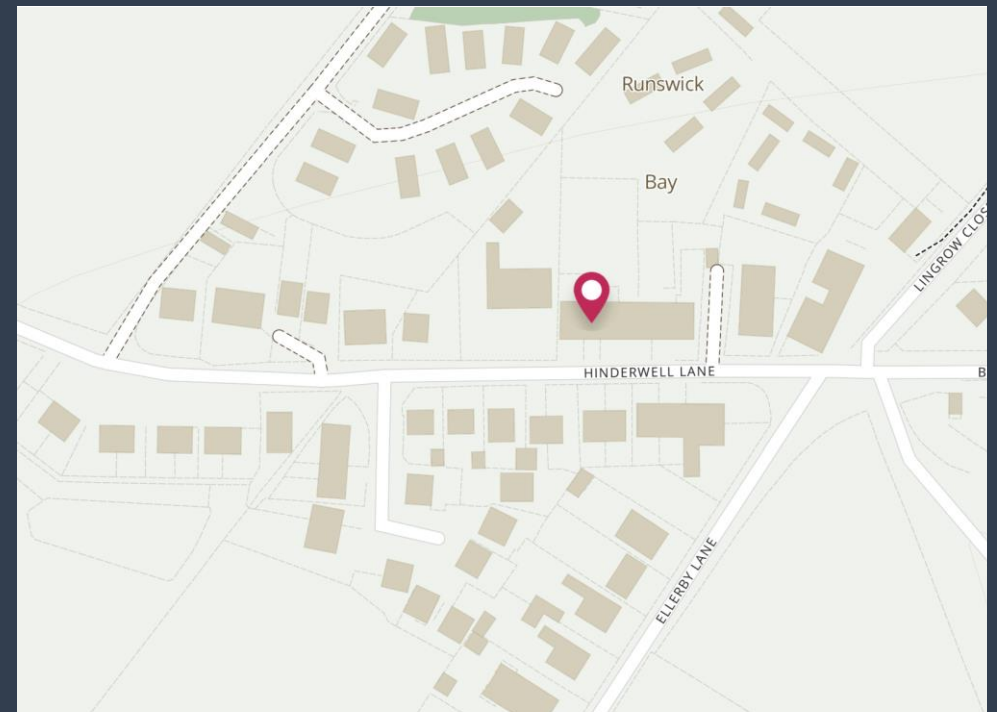 Runswick
Bay
LINGROW CLOS
HINDERWELL LANE
B
ELLERBY LANE